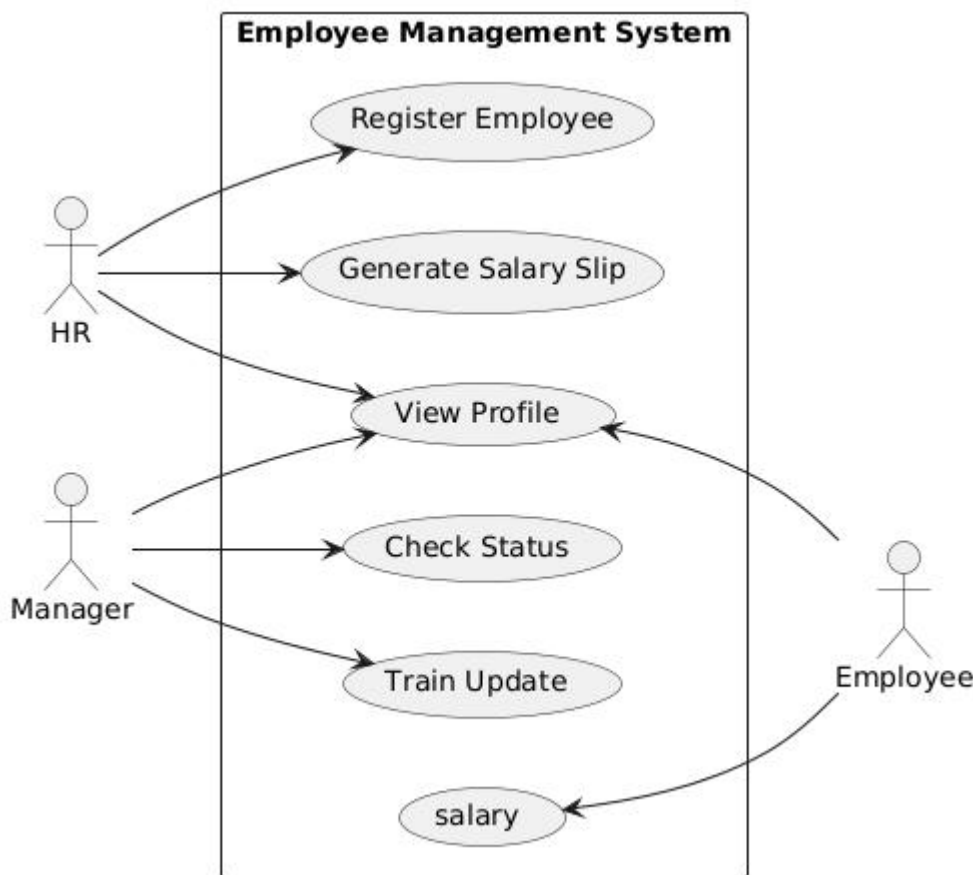 Employee Management System
Register Employee
Generate Salary Slip
HR
View Profile
Check Status
Manager
Train Update
Employee
salary